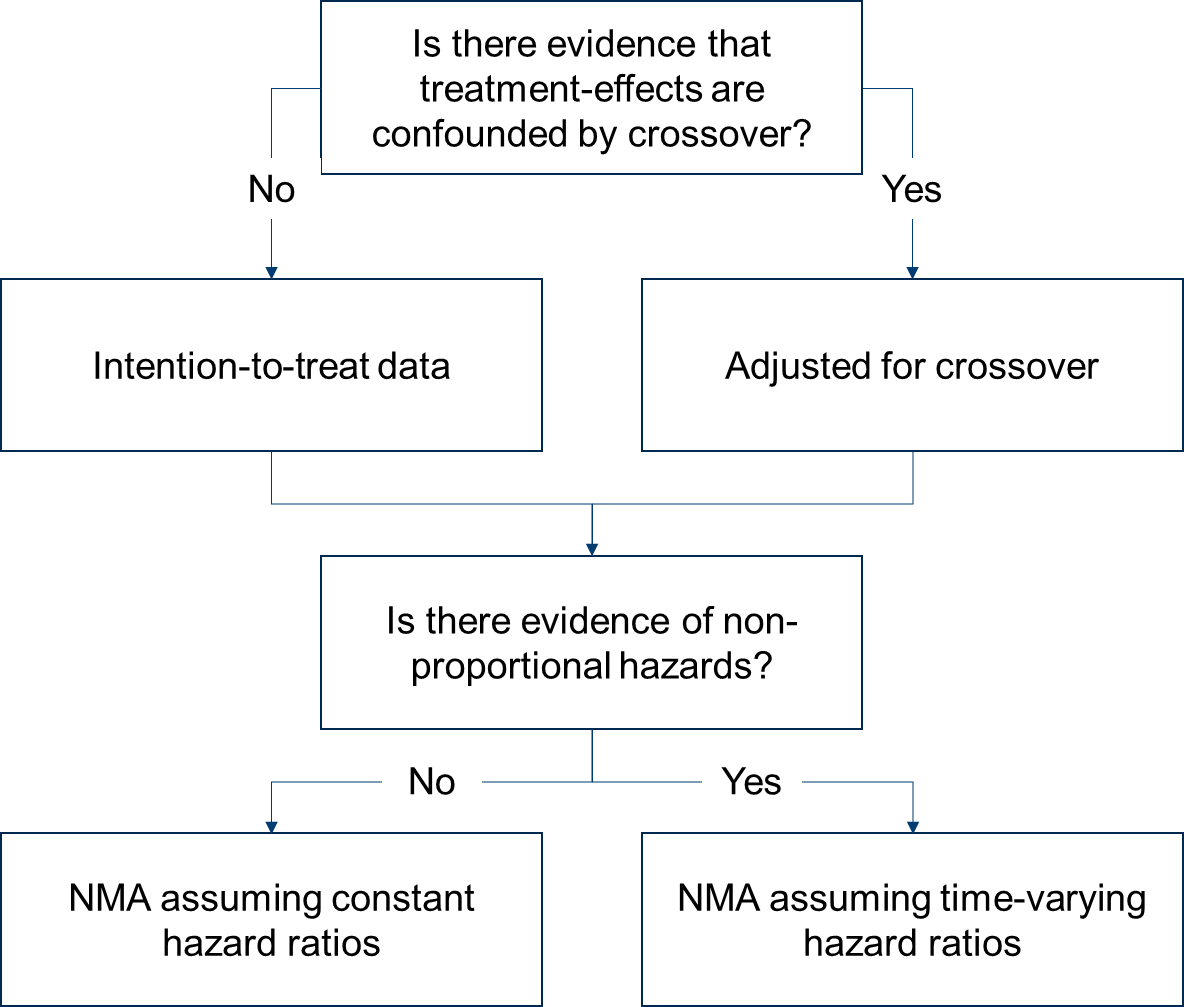 Is there evidence that
treatment-effects are
confounded by crossover?
No
Yes
Intention-to-treat data
Adjusted for crossover
Is there evidence of non-
proportional hazards?
No
Yes
NMA assuming constant
hazard ratios
NMA assuming time-varying
hazard ratios